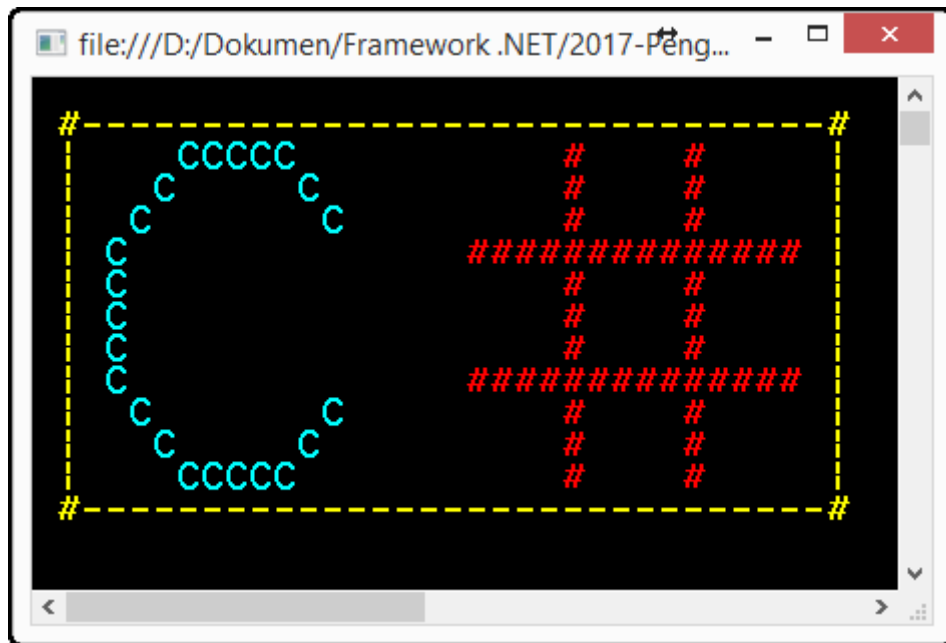 file:///D:/Dokumen/Framework .NET/2017-Peng...
#-------------------------------#
|    CCCCC           #    #     |
|   C     C          #    #     |
|  C       C         #    #     |
| C              ############## |
| C                  #    #     |
| C                  #    #     |
| C                  #    #     |
| C              ############## |
|  C       C         #    #     |
|   C     C          #    #     |
|    CCCCC           #    #     |
#-------------------------------#